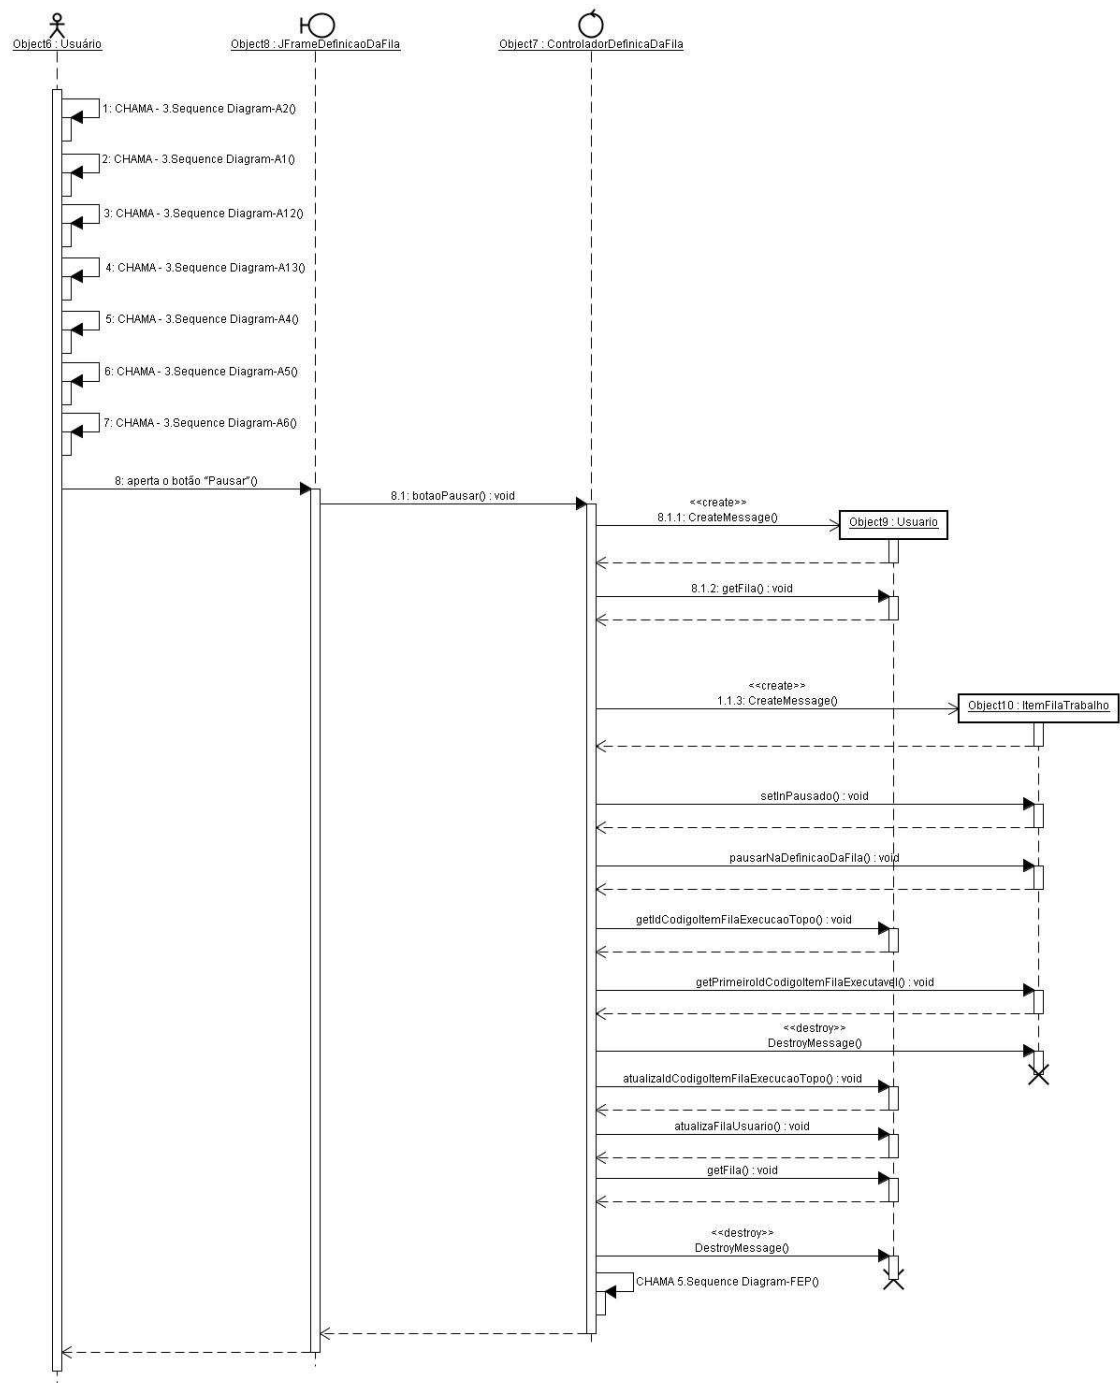 Object6 : Usuário
Object8 : JFrameDefinicaoDaFila
Object7 : ControladorDefinicaDaFila
1: CHAMA - 3.Sequence Diagram-A2()
2: CHAMA - 3.Sequence Diagram-A1()
3: CHAMA - 3.Sequence Diagram-A12()
4: CHAMA - 3.Sequence Diagram-A13()
5: CHAMA - 3.Sequence Diagram-A4()
6: CHAMA - 3.Sequence Diagram-A5()
7: CHAMA - 3.Sequence Diagram-A6()
8: aperta o botão "Pausar"()
8.1: botaoPausar() : void
<<create>>
8.1.1: CreateMessage()
Object9 : Usuario
8.1.2: getFila() : void
<<create>>
1.1.3: CreateMessage()
Object10 : ItemFilaTrabalho
setInPausado() : void
pausarNaDefinicaoDaFila() : void
getIdCodigoItemFilaExecucaoTopo() : void
getPrimeiroIdCodigoItemFilaExecutavel() : void
<<destroy>>
DestroyMessage()
atualizaIdCodigoItemFilaExecucaoTopo() : void
atualizaFilaUsuario() : void
getFila() : void
<<destroy>>
DestroyMessage()
CHAMA 5.Sequence Diagram-FEP()